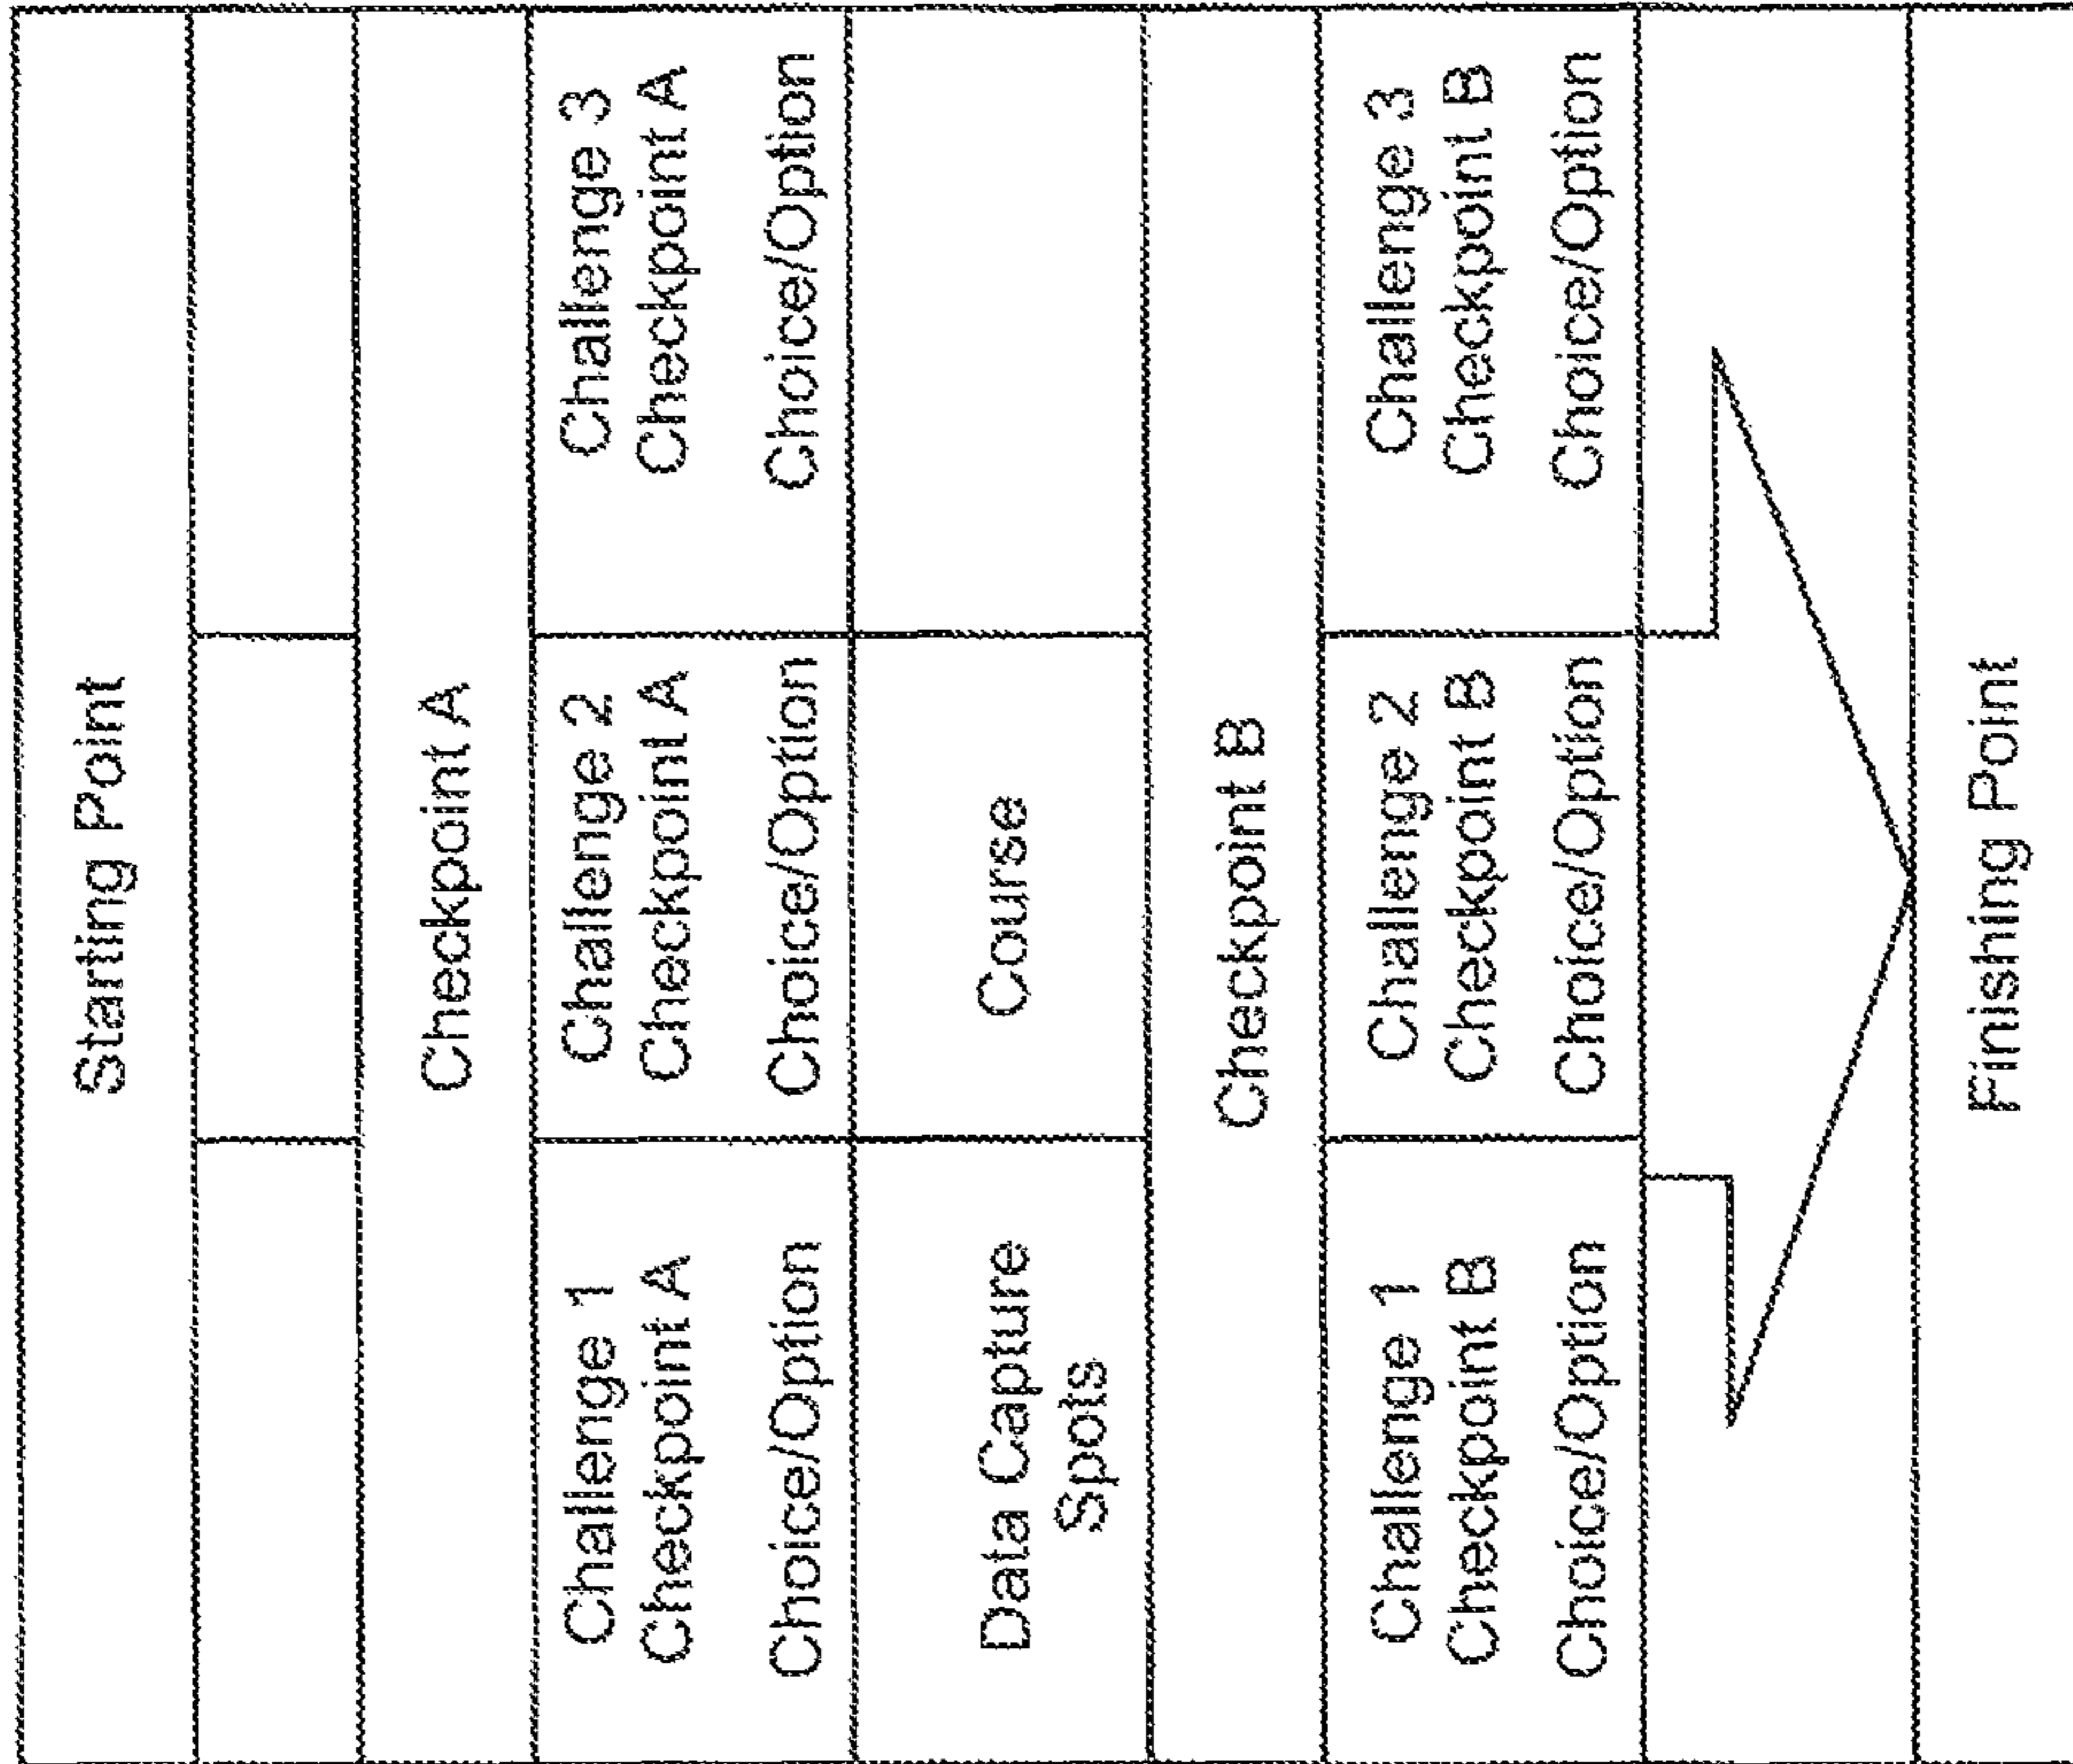 Starting Point
Checkpoint A
Challenge 1
Checkpoint A
Choice/Option
Challenge 2
Checkpoint A
Choice/Option
Challenge 3
Checkpoint A
Choice/Option
Data Capture
Spots
Course
Checkpoint B
Challenge 1
Checkpoint B
Choice/Option
Challenge 2
Checkpoint B
Choice/Option
Challenge 3
Checkpoint B
Choice/Option
Finishing Point